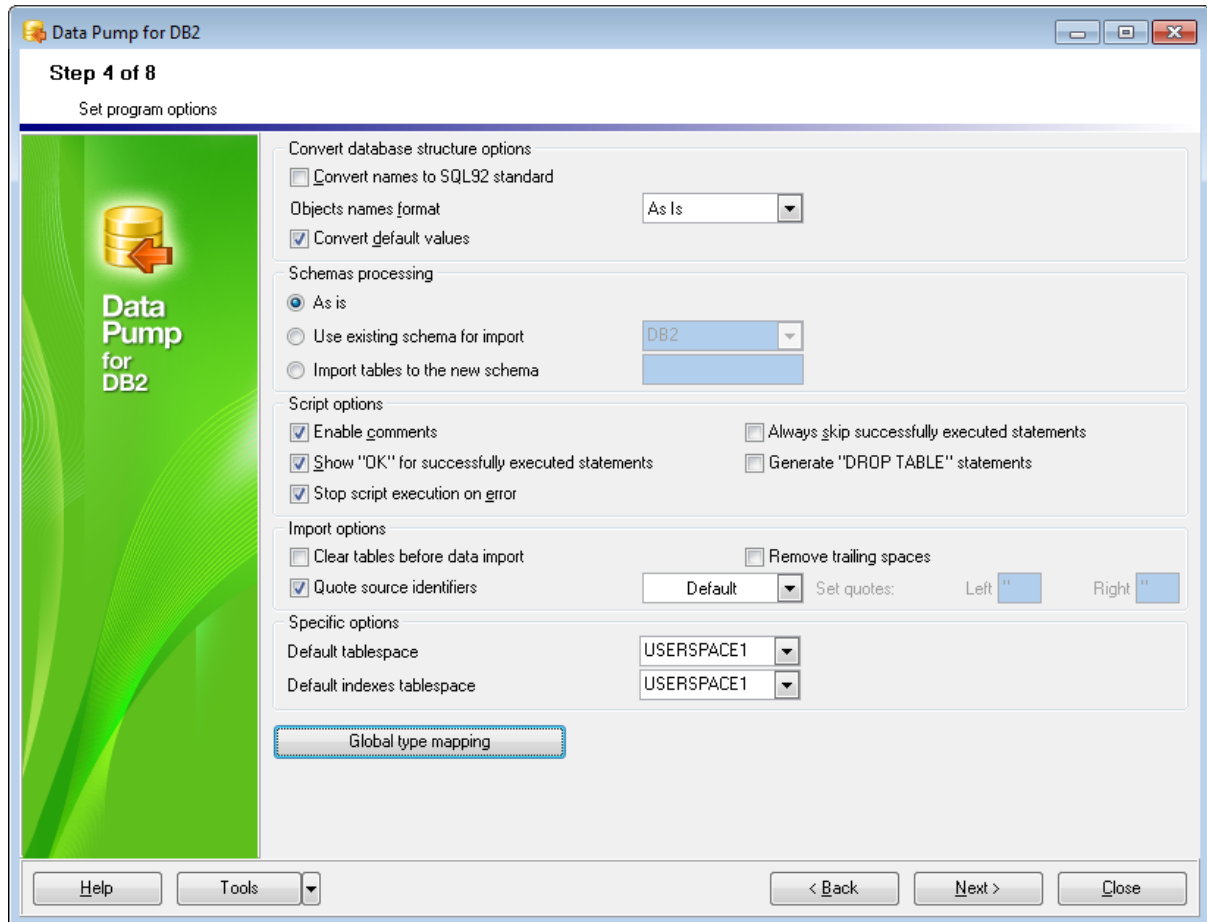 Data Pump for DB2
Step 4 of 8
Set program options
Data
Pump
for
DB2
Convert database structure options
Convert names to SQL92 standard
Objects names format As Is
Convert default values
Schemas processing
As is
Use existing schema for import DB2
Import tables to the new schema
Script options
Enable comments Always skip successfully executed statements
Show "OK" for successfully executed statements Generate "DROP TABLE" statements
Stop script execution on error
Import options
Clear tables before data import Remove trailing spaces
Quote source identifiers Default Set quotes: Left " Right "
Specific options
Default tablespace USERSPACE1
Default indexes tablespace USERSPACE1
Global type mapping
Help Tools < Back Next > Close